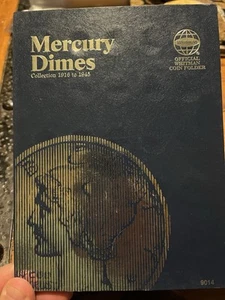 Mercury
Dimes
Collection 1916 to 1945
OFFICIAL
WHITMAN
COIN FOLDER
9014